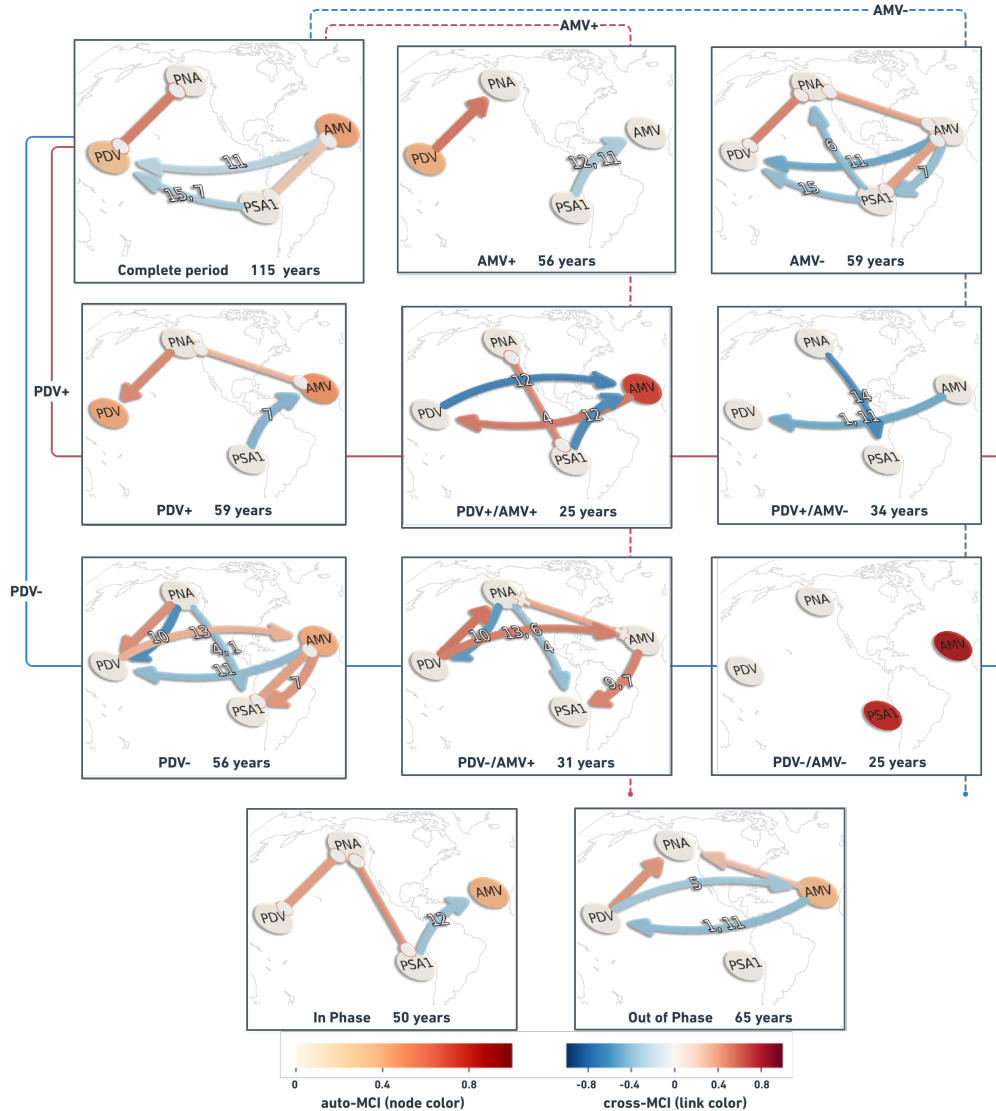 AMV-
AMV+
PNA
AMV
PDV
11
15, 7
PSA1
Complete period 115 years
PNA
AMV
PDV
12, 11
PSA1
AMV+ 56 years
PNA
AMV
PDV
6
11
7
15
PSA1
AMV- 59 years
PDV+
PNA
AMV
PDV
7
PSA1
PDV+ 59 years
PNA
12
AMV
PDV
4
12
PSA1
PDV+/AMV+ 25 years
PNA
AMV
14
PDV
1, 11
PSA1
PDV+/AMV- 34 years
PDV-
PNA
10
13
AMV
4, 1
PDV
11
7
PSA1
PDV- 56 years
PNA
10
13, 6
AMV
4
PDV
9, 7
PSA1
PDV-/AMV+ 31 years
PNA
AMV
PDV
PSA1
PDV-/AMV- 25 years
PNA
AMV
PDV
12
PSA1
In Phase 50 years
PNA
5
AMV
PDV
1, 11
PSA1
Out of Phase 65 years
0 0.4 0.8
auto-MCI (node color)
-0.8 -0.4 0 0.4 0.8
cross-MCI (link color)